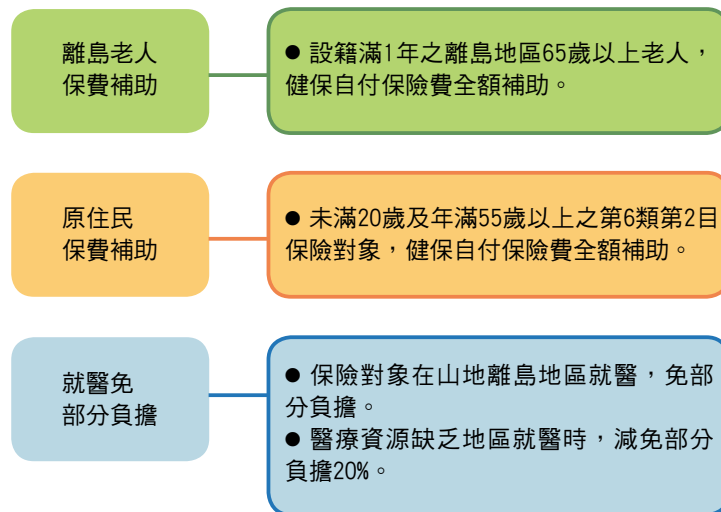 離島老人
保費補助
● 設籍滿1年之離島地區65歲以上老人，
健保自付保險費全額補助。
原住民
保費補助
● 未滿20歲及年滿55歲以上之第6類第2目
保險對象，健保自付保險費全額補助。
就醫免
部分負擔
● 保險對象在山地離島地區就醫，免部
分負擔。
● 醫療資源缺乏地區就醫時，減免部分
負擔20%。